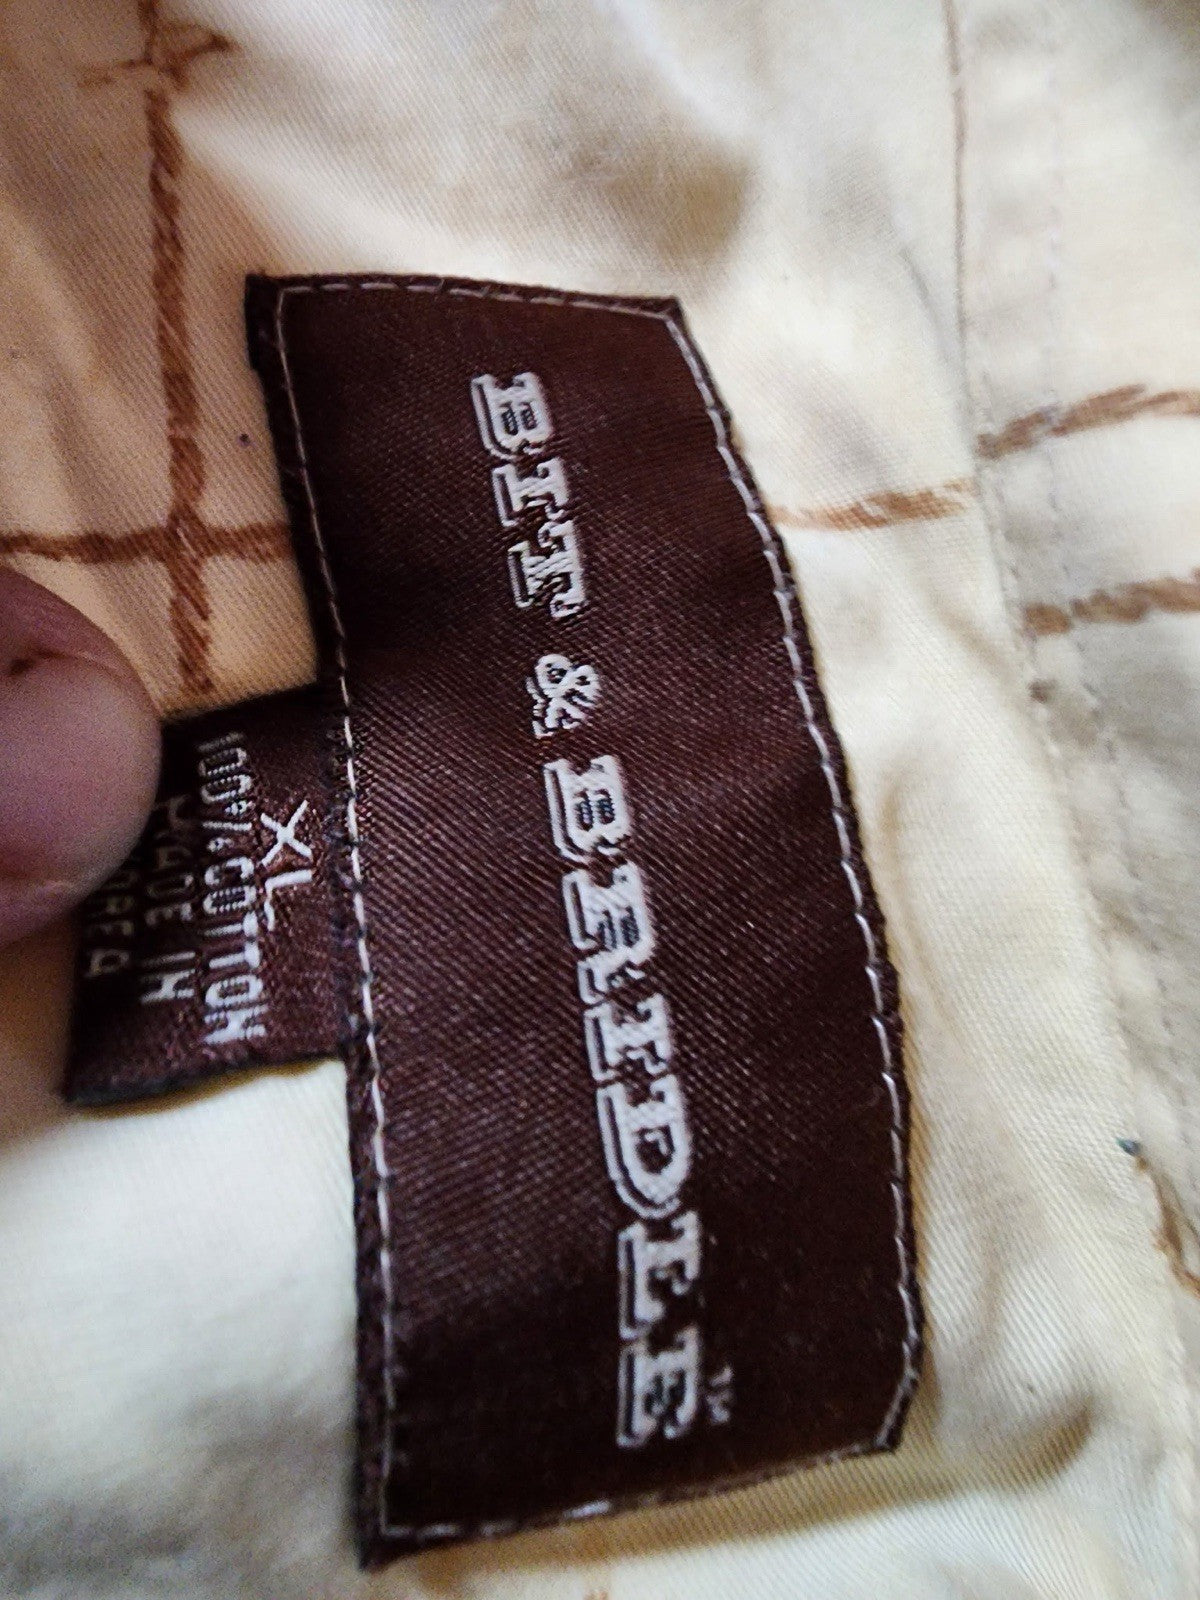 BIT & BRIDLE™
XL
100% COTTON
MADE IN
KOREA